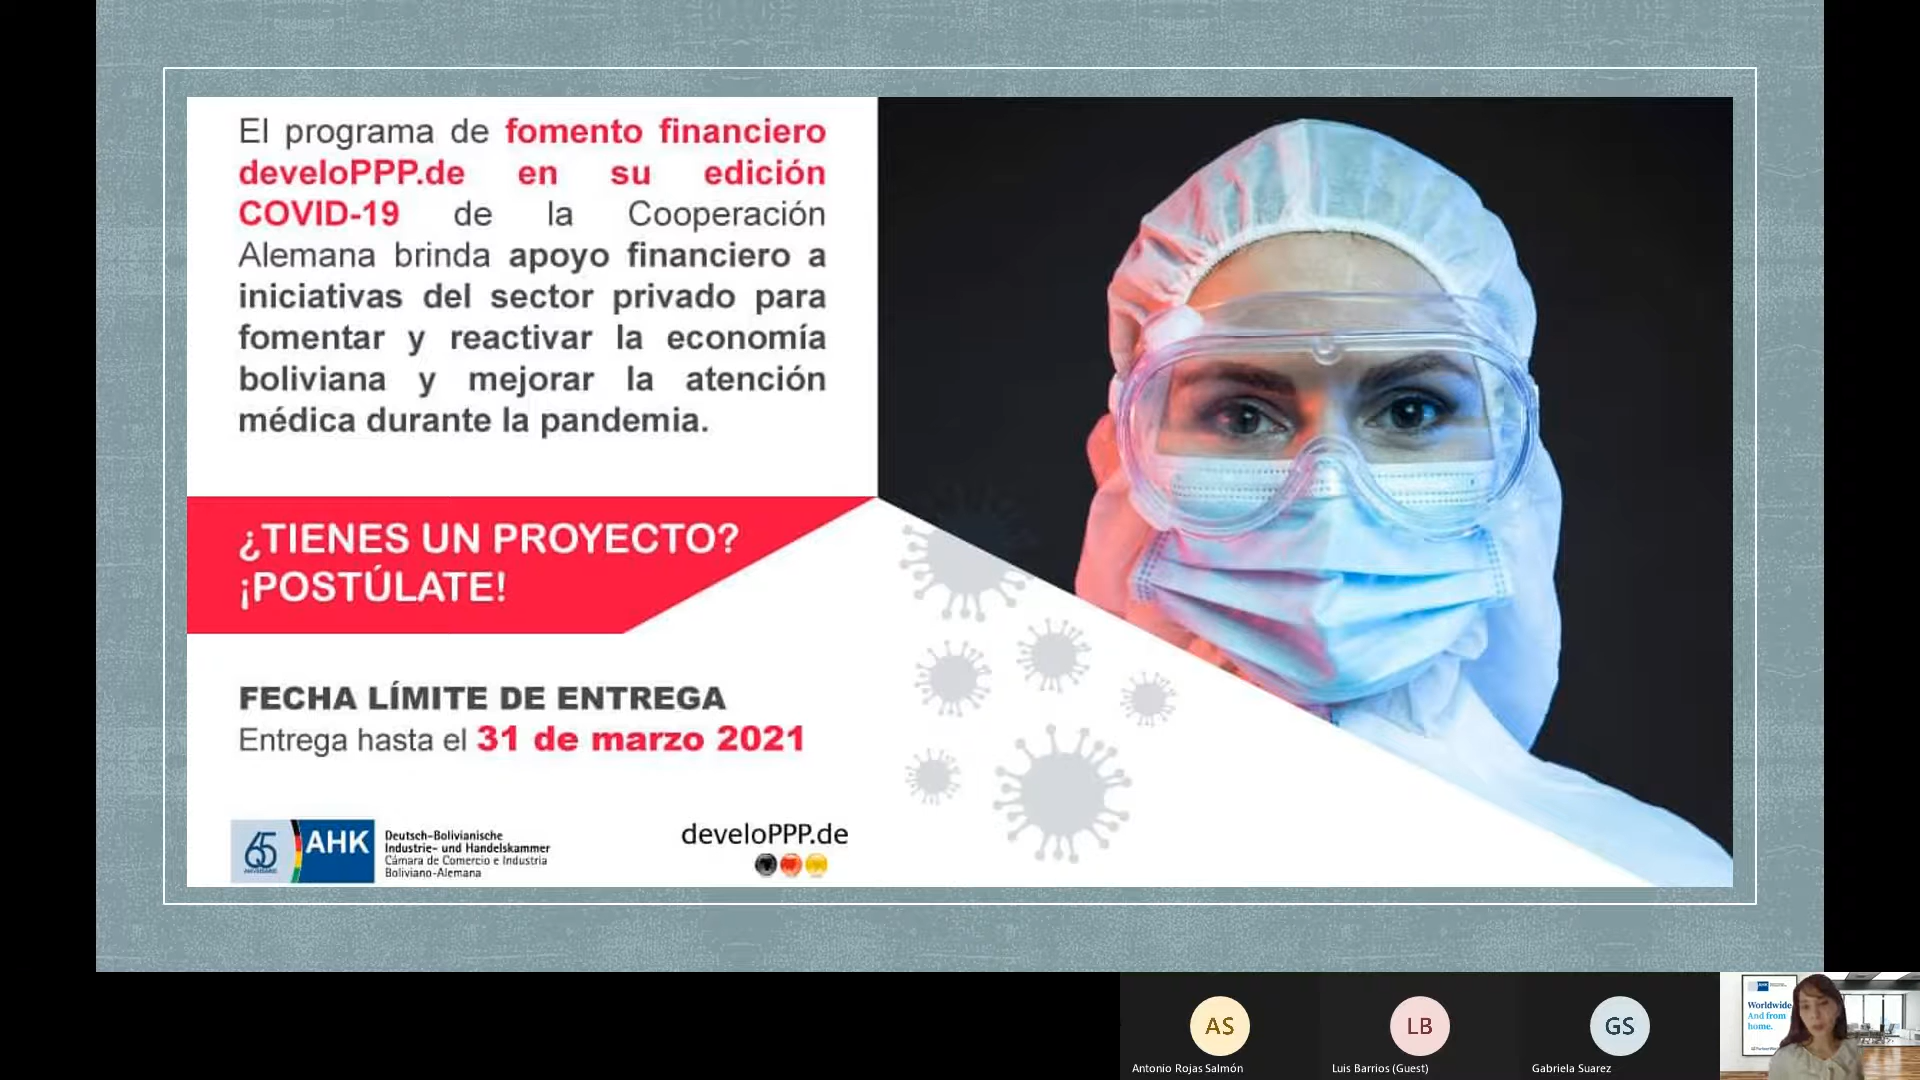 El programa de fomento financiero
develoPPP.de en su edición
COVID-19 de la Cooperación
Alemana brinda apoyo financiero a
iniciativas del sector privado para
fomentar y reactivar la economía
boliviana y mejorar la atención
médica durante la pandemia.
¿TIENES UN PROYECTO?
¡POSTÚLATE!
FECHA LÍMITE DE ENTREGA
Entrega hasta el 31 de marzo 2021
65
ANIVERSARIO
AHK
Deutsch-Bolivianische
Industrie- und Handelskammer
Cámara de Comercio e Industria
Boliviano-Alemana
develoPPP.de
AS
Antonio Rojas Salmón
LB
Luis Barrios (Guest)
GS
Gabriela Suarez
AHK
Worldwide
And from
home.